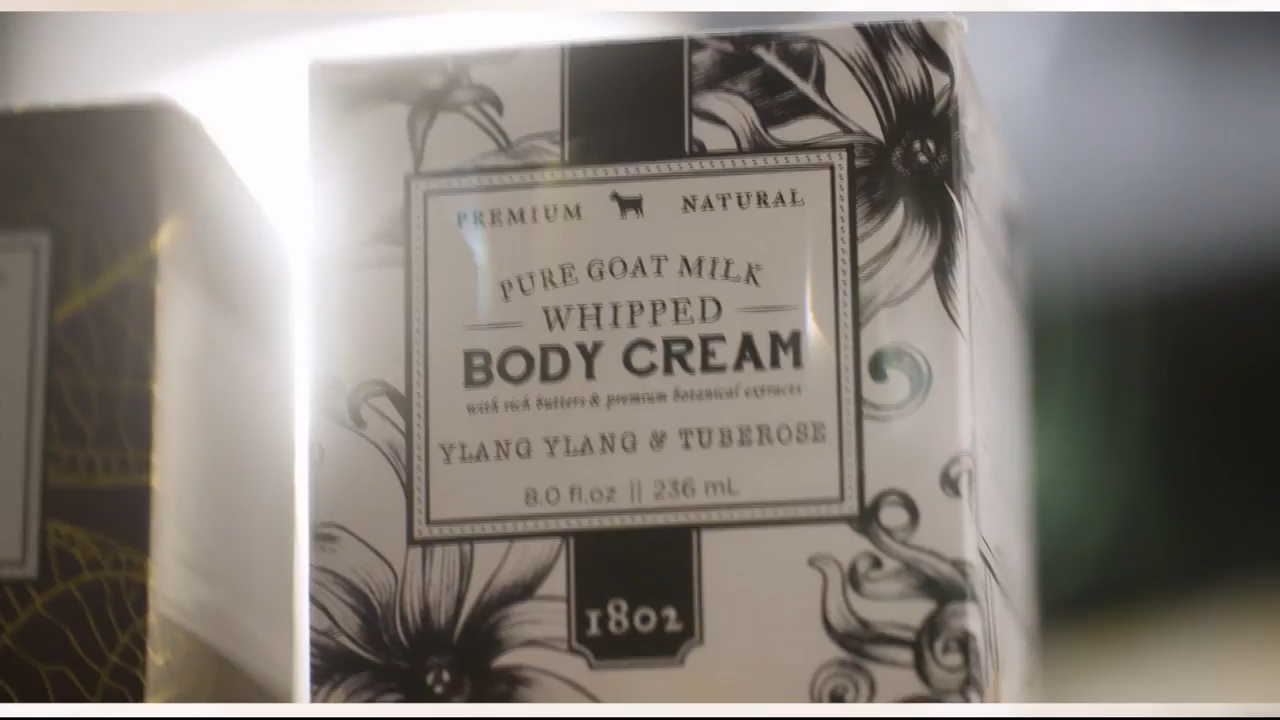 PREMIUM NATURAL
PURE GOAT MILK
WHIPPED
BODY CREAM
with rich butters & premium botanical extracts
YLANG YLANG & TUBEROSE
8.0 fl.oz || 236 mL
1802